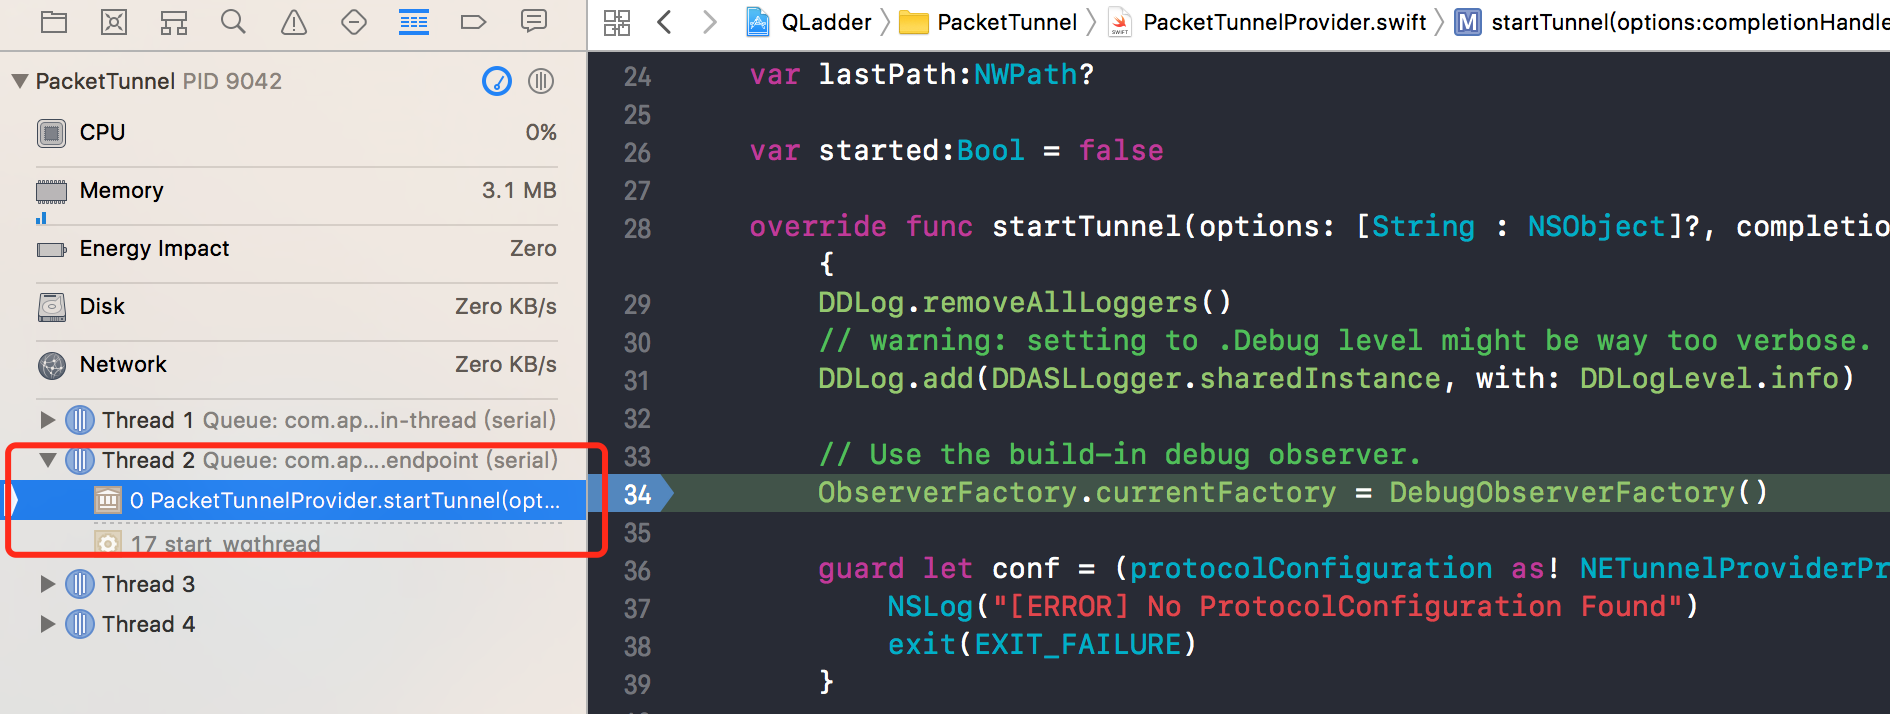 PacketTunnel PID 9042
CPU 0%
Memory 3.1 MB
Energy Impact Zero
Disk Zero KB/s
Network Zero KB/s
Thread 1 Queue: com.ap...in-thread (serial)
Thread 2 Queue: com.ap....endpoint (serial)
0 PacketTunnelProvider.startTunnel(opt...
17 start_wqthread
Thread 3
Thread 4
QLadder PacketTunnel SWIFT PacketTunnelProvider.swift M startTunnel(options:completionHandle
24 var lastPath:NWPath?
25
26 var started:Bool = false
27
28 override func startTunnel(options: [String : NSObject]?, completio
{
29 DDLog.removeAllLoggers()
30 // warning: setting to .Debug level might be way too verbose.
31 DDLog.add(DDASLLogger.sharedInstance, with: DDLogLevel.info)
32
33 // Use the build-in debug observer.
34 ObserverFactory.currentFactory = DebugObserverFactory()
35
36 guard let conf = (protocolConfiguration as! NETunnelProviderPr
37 NSLog("[ERROR] No ProtocolConfiguration Found")
38 exit(EXIT_FAILURE)
39 }